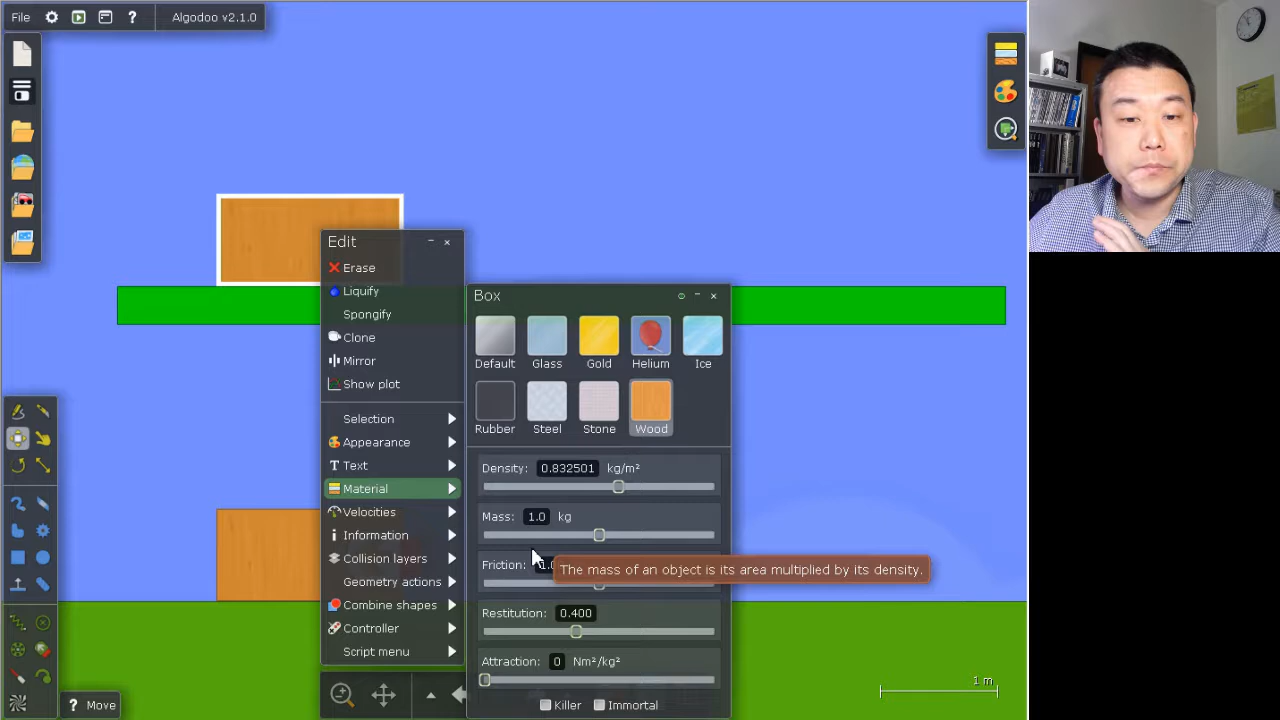 File ? Algodoo v2.1.0
Edit
Erase
Liquify
Spongify
Clone
Mirror
Show plot
Selection
Appearance
Text
Material
Velocities
Information
Collision layers
Geometry actions
Combine shapes
Controller
Script menu
Box
Default Glass Gold Helium Ice
Rubber Steel Stone Wood
Density: 0.832501 kg/m²
Mass: 1.0 kg
Friction:
The mass of an object is its area multiplied by its density.
Restitution: 0.400
Attraction: 0 Nm²/kg²
Killer Immortal
? Move
1 m